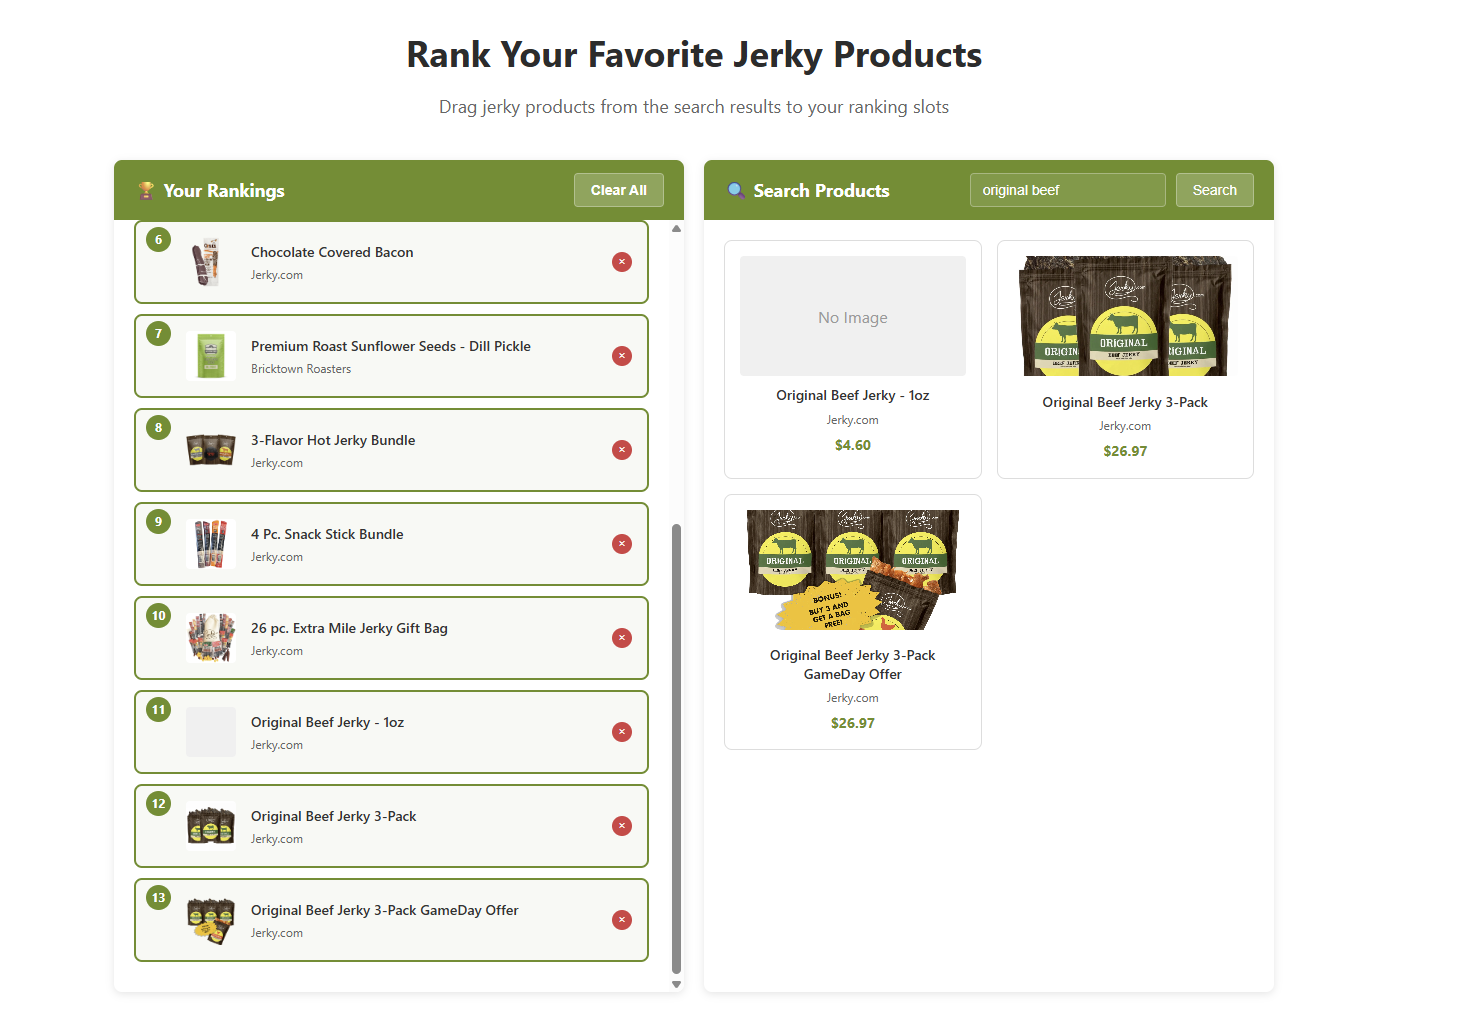 Rank Your Favorite Jerky Products
Drag jerky products from the search results to your ranking slots
Your Rankings
Clear All
6
Chocolate Covered Bacon
Jerky.com
7
Premium Roast Sunflower Seeds - Dill Pickle
Bricktown Roasters
8
3-Flavor Hot Jerky Bundle
Jerky.com
9
4 Pc. Snack Stick Bundle
Jerky.com
10
26 pc. Extra Mile Jerky Gift Bag
Jerky.com
11
Original Beef Jerky - 1oz
Jerky.com
12
Original Beef Jerky 3-Pack
Jerky.com
13
Original Beef Jerky 3-Pack GameDay Offer
Jerky.com
Search Products
original beef
Search
No Image
Original Beef Jerky - 1oz
Jerky.com
$4.60
Jerky.com
ORIGINAL
BEEF JERKY
Original Beef Jerky 3-Pack
Jerky.com
$26.97
ORIGINAL
ORIGINAL
ORIGINAL
BONUS!
BUY 3 AND
GET A BAG
FREE!
Original Beef Jerky 3-Pack
GameDay Offer
Jerky.com
$26.97